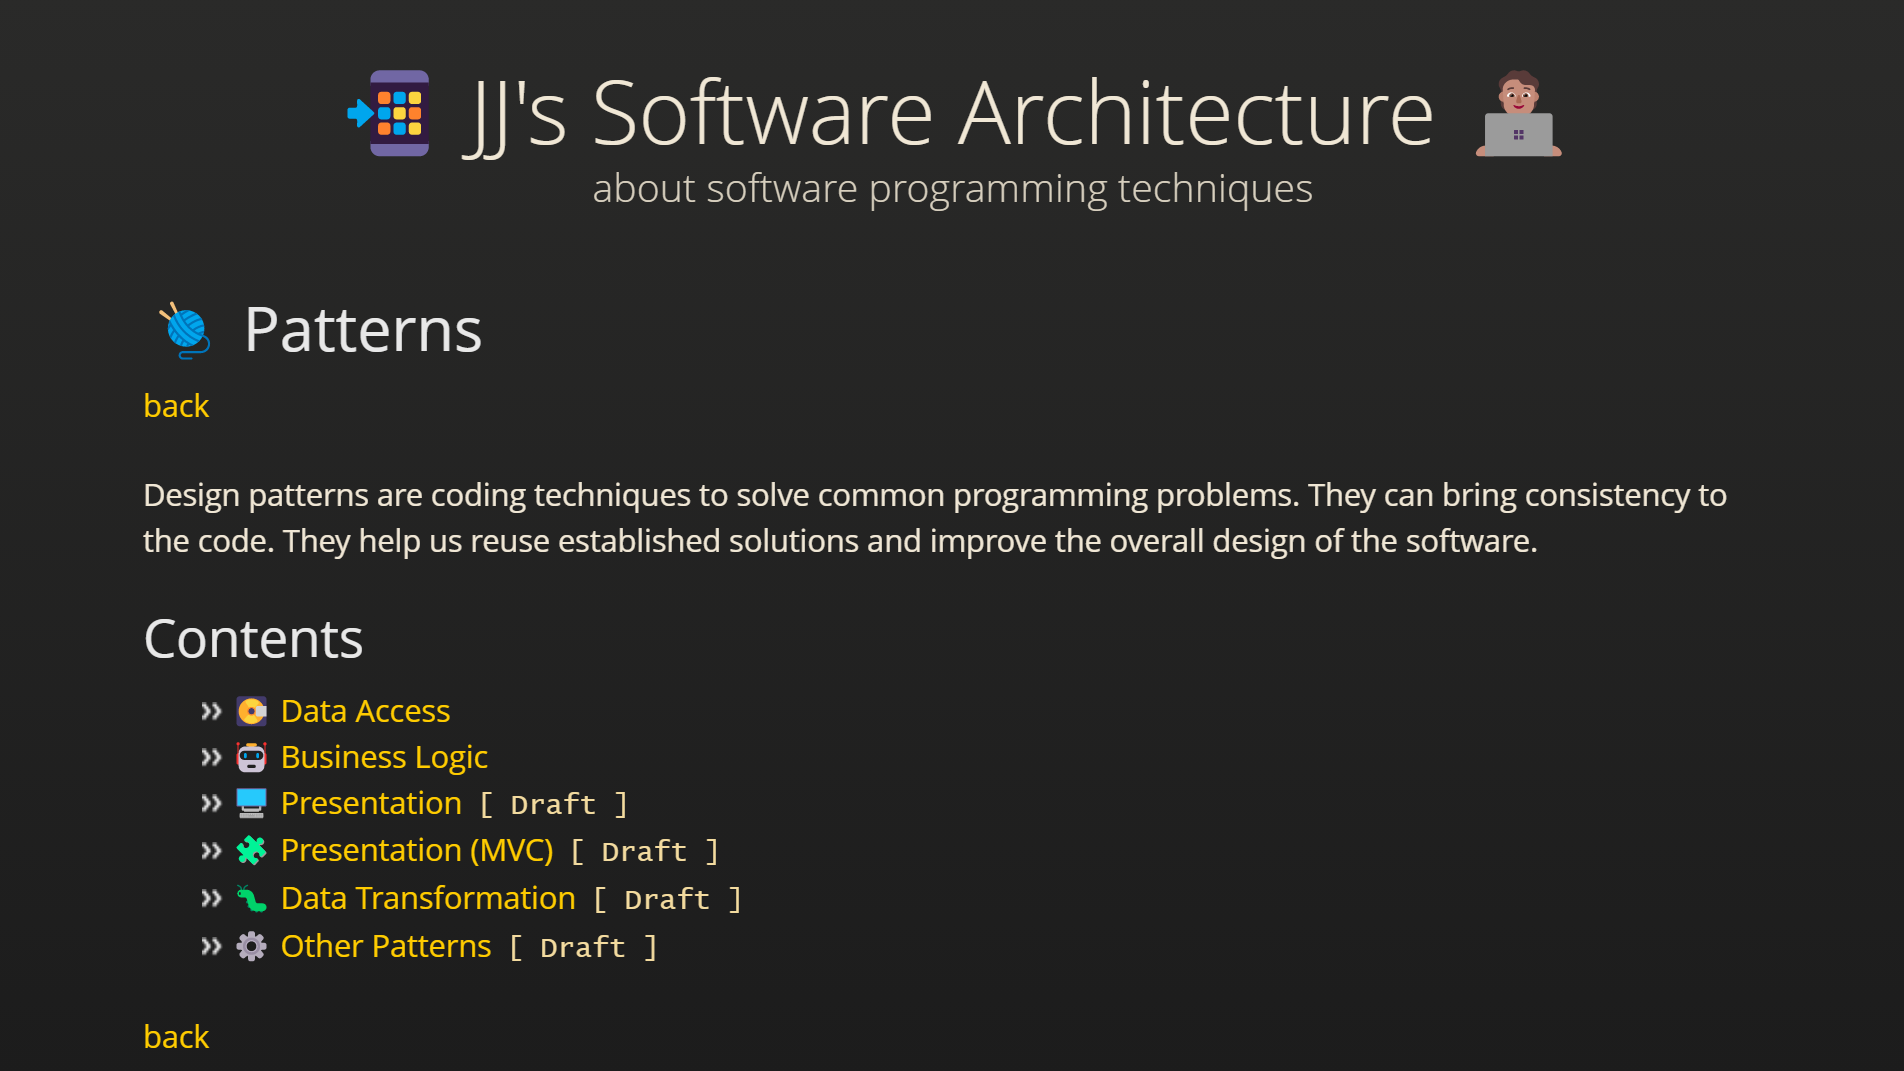 JJ's Software Architecture
about software programming techniques
Patterns
back
Design patterns are coding techniques to solve common programming problems. They can bring consistency to
the code. They help us reuse established solutions and improve the overall design of the software.
Contents
Data Access
Business Logic
Presentation [ Draft ]
Presentation (MVC) [ Draft ]
Data Transformation [ Draft ]
Other Patterns [ Draft ]
back